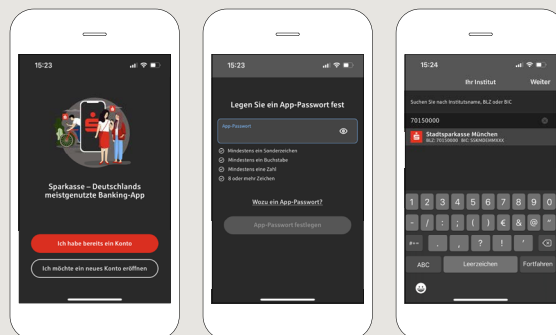 15:23
Sparkasse – Deutschlands
meistgenutzte Banking-App
Ich habe bereits ein Konto
Ich möchte ein neues Konto eröffnen
15:23
Legen Sie ein App-Passwort fest
App-Passwort
Mindestens ein Sonderzeichen
Mindestens ein Buchstabe
Mindestens eine Zahl
8 oder mehr Zeichen
Wozu ein App-Passwort?
App-Passwort festlegen
15:24
Ihr Institut Weiter
Suchen Sie nach Institutsname, BLZ oder BIC
70150000
Stadtsparkasse München
BLZ: 70150000 BIC: SSKMDEMMXXX
1 2 3 4 5 6 7 8 9 0
- / : ; ( ) € & @ "
#+= . , ? ! '
ABC Leerzeichen Fortfahren